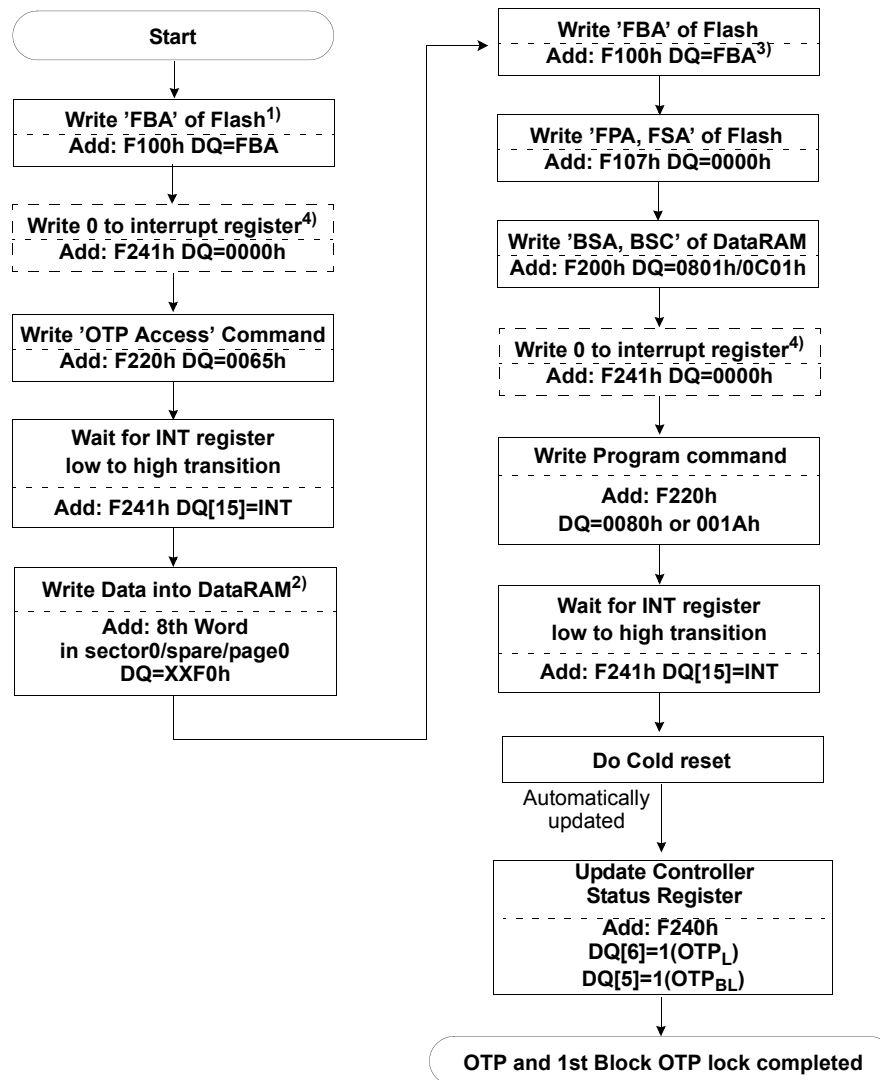 Start
Write ’FBA’ of Flash1)
Add: F100h DQ=FBA
Write 0 to interrupt register4)
Add: F241h DQ=0000h
Write ’OTP Access’ Command
Add: F220h DQ=0065h
Wait for INT register
low to high transition
Add: F241h DQ[15]=INT
Write Data into DataRAM2)
Add: 8th Word
in sector0/spare/page0
DQ=XXF0h
Write ’FBA’ of Flash
Add: F100h DQ=FBA3)
Write ’FPA, FSA’ of Flash
Add: F107h DQ=0000h
Write ’BSA, BSC’ of DataRAM
Add: F200h DQ=0801h/0C01h
Write 0 to interrupt register4)
Add: F241h DQ=0000h
Write Program command
Add: F220h
DQ=0080h or 001Ah
Wait for INT register
low to high transition
Add: F241h DQ[15]=INT
Do Cold reset
Automatically
updated
Update Controller
Status Register
Add: F240h
DQ[6]=1(OTPL)
DQ[5]=1(OTPBL)
OTP and 1st Block OTP lock completed